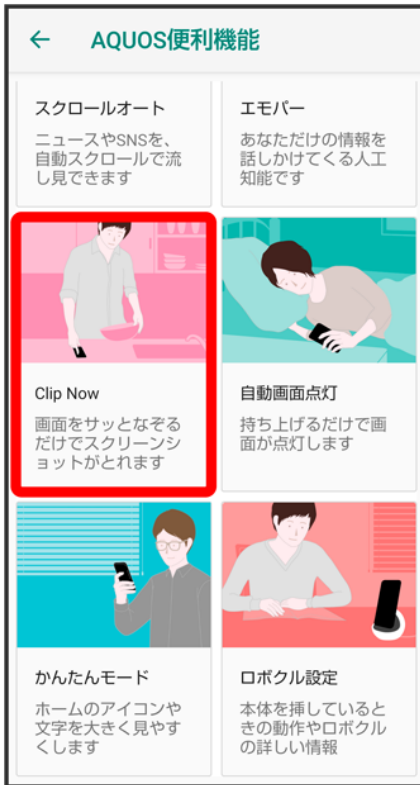 ← AQUOS便利機能
スクロールオート
ニュースやSNSを、
自動スクロールで流
し見できます
エモパー
あなただけの情報を
話しかけてくる人工
知能です
Clip Now
画面をサッとなぞる
だけでスクリーンシ
ョットがとれます
自動画面点灯
持ち上げるだけで画
面が点灯します
かんたんモード
ホームのアイコンや
文字を大きく見やす
くします
ロボクル設定
本体を挿していると
きの動作やロボクル
の詳しい情報